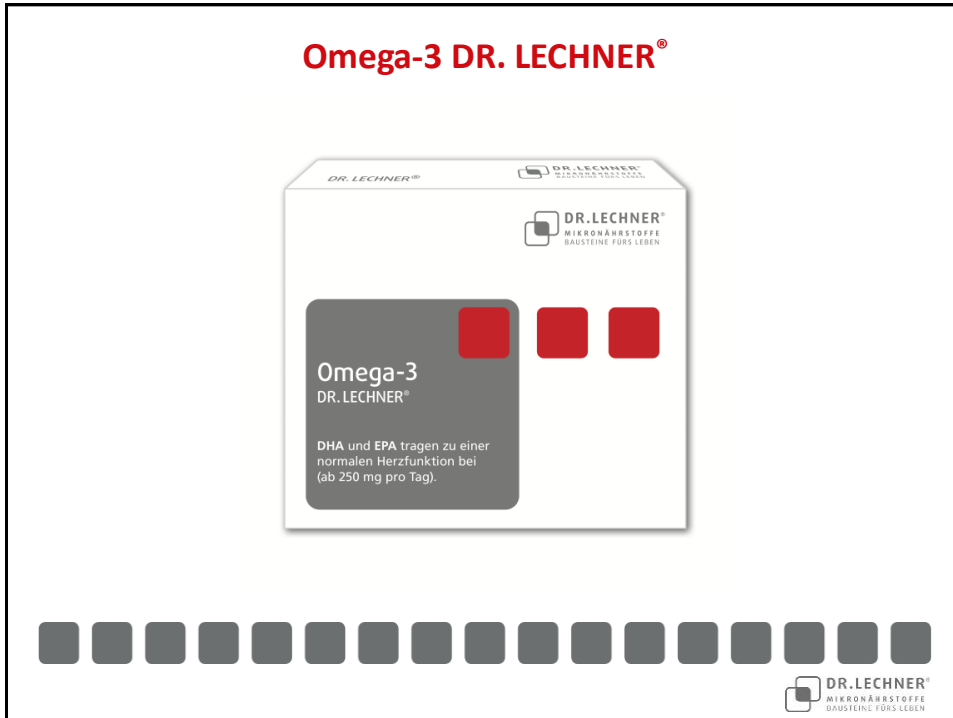 Omega-3 DR. LECHNER®
DR. LECHNER®
DR.LECHNER®
MIKRONÄHRSTOFFE
BAUSTEINE FÜRS LEBEN
DR.LECHNER®
MIKRONÄHRSTOFFE
BAUSTEINE FÜRS LEBEN
Omega-3
DR.LECHNER®
DHA und EPA tragen zu einer
normalen Herzfunktion bei
(ab 250 mg pro Tag).
DR.LECHNER®
MIKRONÄHRSTOFFE
BAUSTEINE FÜRS LEBEN